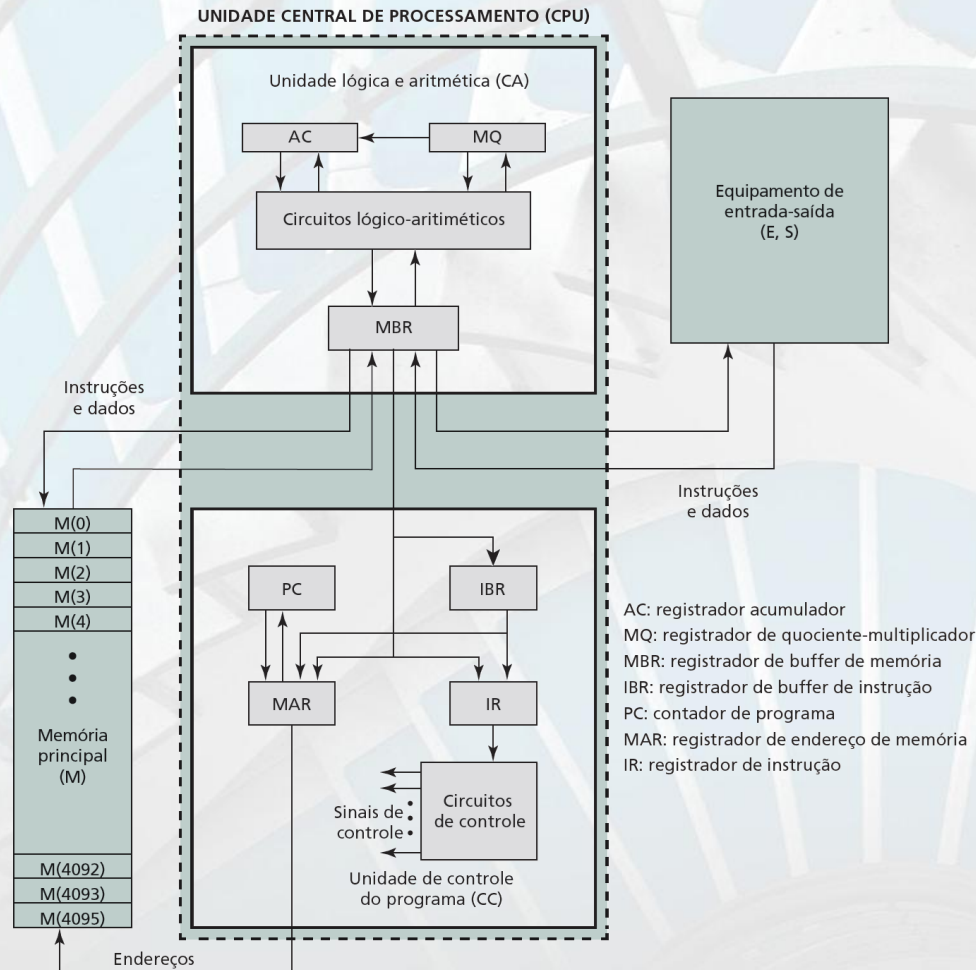 UNIDADE CENTRAL DE PROCESSAMENTO (CPU)
Unidade lógica e aritmética (CA)
AC
MQ
Circuitos lógico-aritiméticos
MBR
Equipamento de
entrada-saída
(E, S)
Instruções
e dados
Instruções
e dados
M(0)
M(1)
M(2)
M(3)
M(4)
Memória
principal
(M)
M(4092)
M(4093)
M(4095)
PC
IBR
MAR
IR
Sinais de
controle
Circuitos
de controle
Unidade de controle
do programa (CC)
Endereços
AC: registrador acumulador
MQ: registrador de quociente-multiplicador
MBR: registrador de buffer de memória
IBR: registrador de buffer de instrução
PC: contador de programa
MAR: registrador de endereço de memória
IR: registrador de instrução